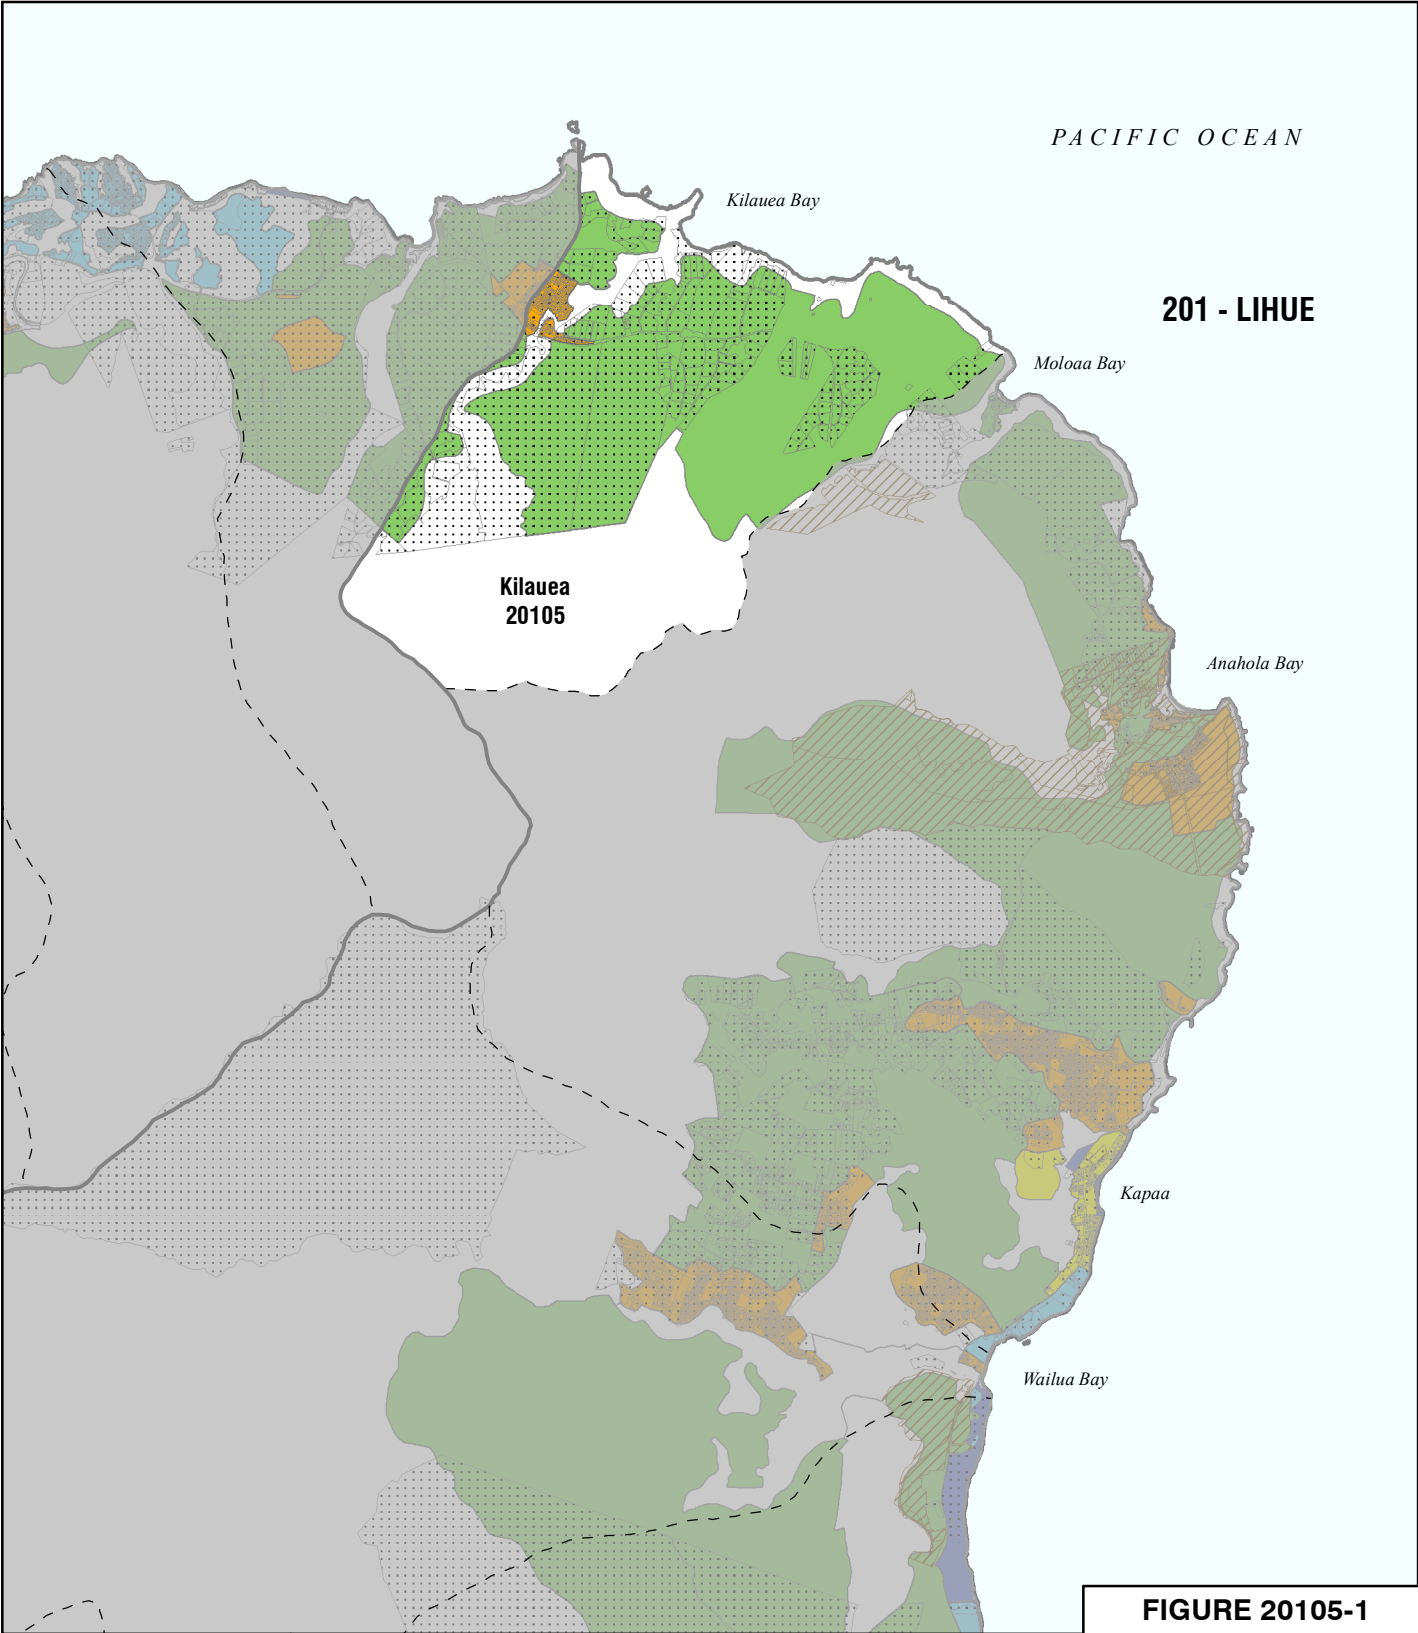 PACIFIC OCEAN
Kilauea Bay
201 - LIHUE
Moloaa Bay
Kilauea
20105
Anahola Bay
Kapaa
Wailua Bay
FIGURE 20105-1